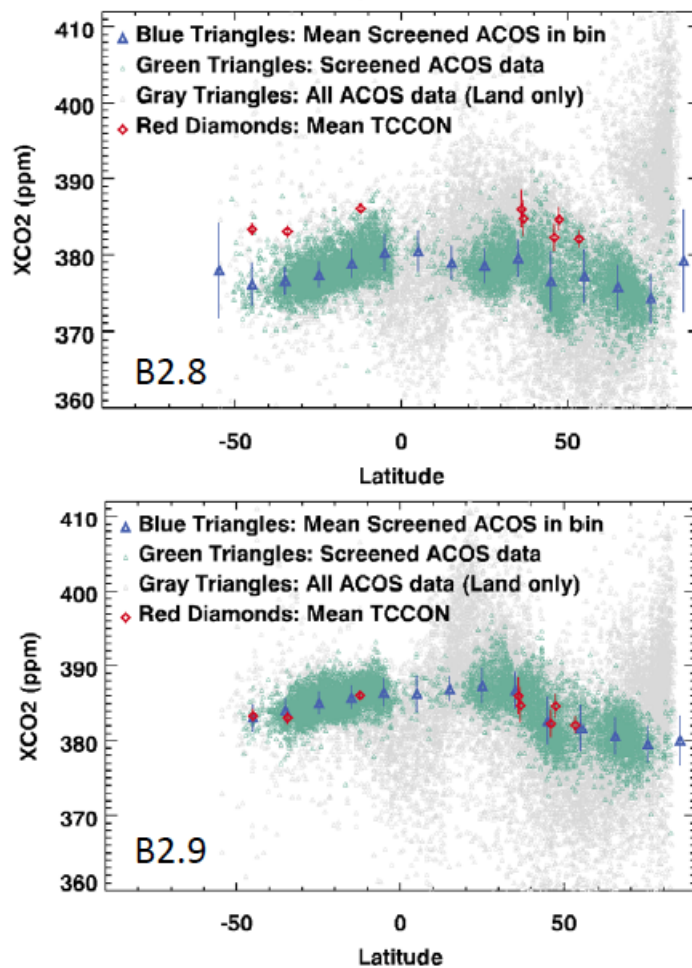 410
Blue Triangles: Mean Screened ACOS in bin
Green Triangles: Screened ACOS data
400
Gray Triangles: All ACOS data (Land only)
Red Diamonds: Mean TCCON
XCO2 (ppm)
390
380
370
B2.8
360
-50
0
50
Latitude
410
Blue Triangles: Mean Screened ACOS in bin
Green Triangles: Screened ACOS data
Gray Triangles: All ACOS data (Land only)
400
Red Diamonds: Mean TCCON
XCO2 (ppm)
390
380
370
B2.9
360
-50
0
50
Latitude